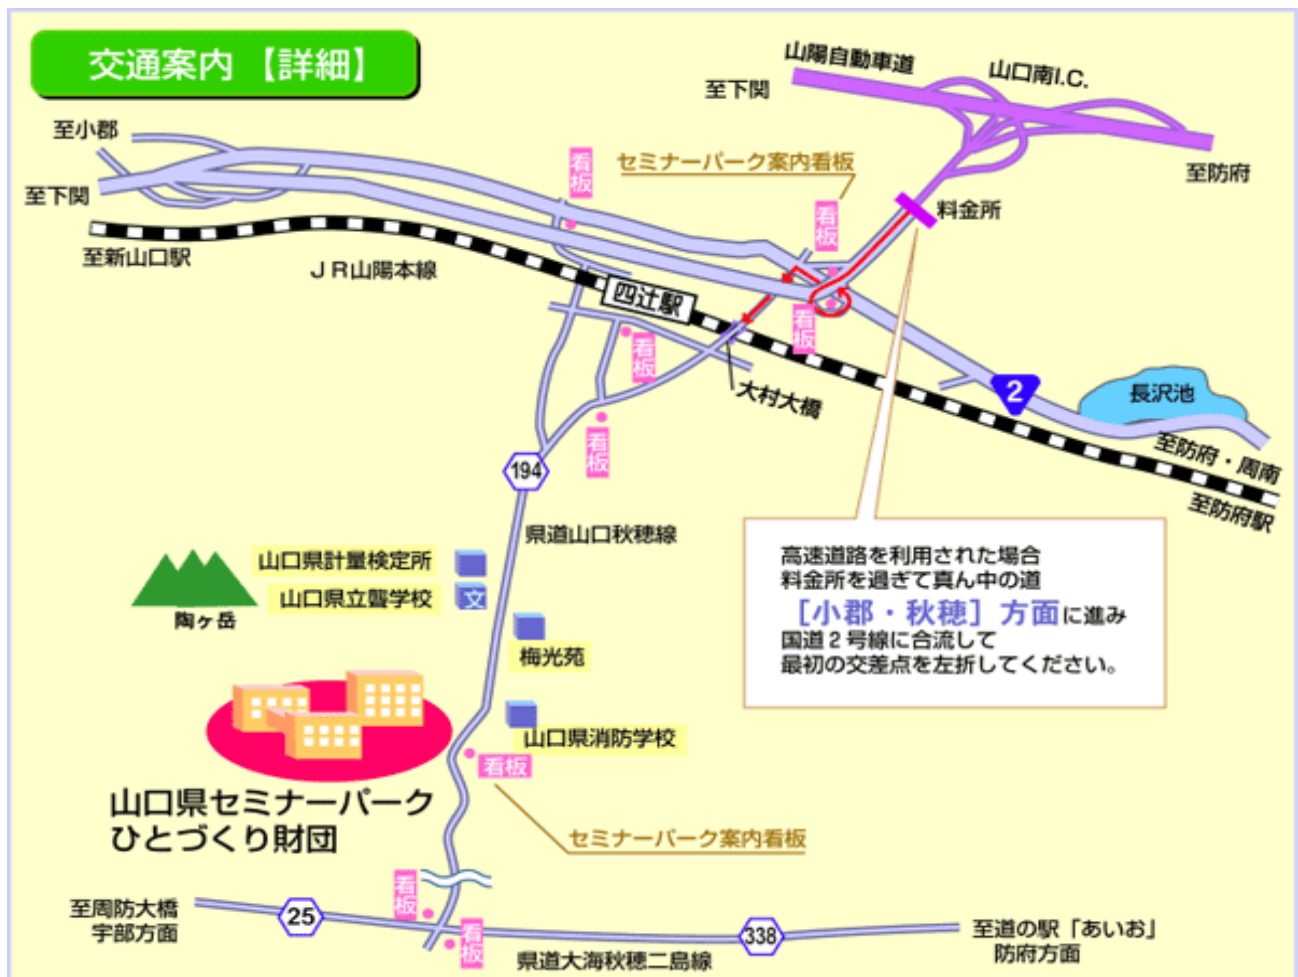 交通案内【詳細】
山陽自動車道
山口南I.C.
至下関
至防府
至小郡
至下関
看板
セミナーパーク案内看板
看板
料金所
至新山口駅
ＪＲ山陽本線
四辻駅
看板
看板
大村大橋
2
長沢池
至防府・周南
至防府駅
看板
194
県道山口秋穂線
高速道路を利用された場合
料金所を過ぎて真ん中の道
［小郡・秋穂］方面に進み
国道２号線に合流して
最初の交差点を左折してください。
山口県計量検定所
山口県立聾学校
文
陶ヶ岳
梅光苑
山口県消防学校
看板
山口県セミナーパーク
ひとづくり財団
セミナーパーク案内看板
看板
至周防大橋
宇部方面
25
看板
338
県道大海秋穂二島線
至道の駅「あいお」
防府方面